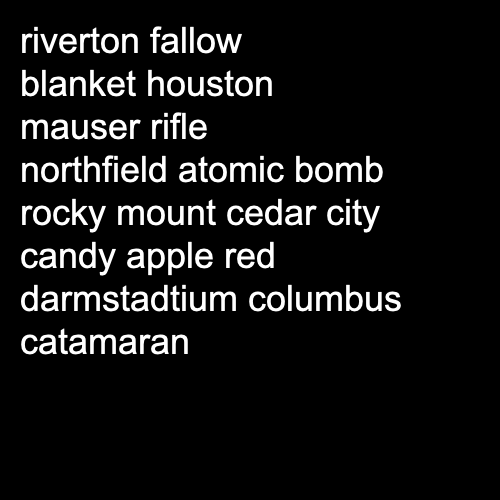 riverton fallow
blanket houston
mauser rifle
northfield atomic bomb
rocky mount cedar city
candy apple red
darmstadtium columbus
catamaran